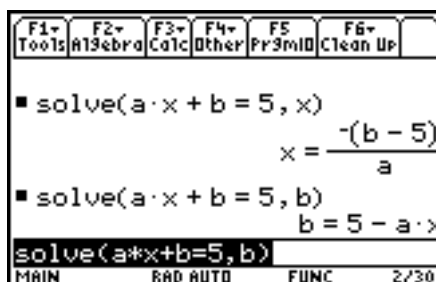 F1▾ F2▾ F3▾ F4▾ F5 F6▾
Tools Algebra Calc Other PrgmIO Clean Up
▪ solve(a·x + b = 5, x)
x = ⁻(b − 5)
a
▪ solve(a·x + b = 5, b)
b = 5 − a·x
solve(a*x+b=5,b)
MAIN RAD AUTO FUNC 2/30